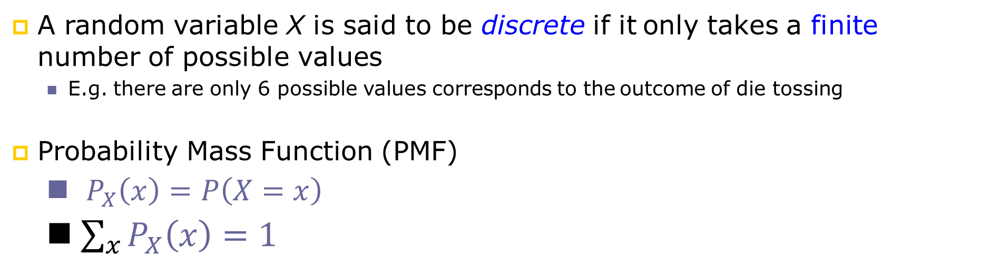 A random variable X is said to be discrete if it only takes a finite
number of possible values
E.g. there are only 6 possible values corresponds to the outcome of die tossing
Probability Mass Function (PMF)
P_X(x) = P(X = x)
∑_x P_X(x) = 1